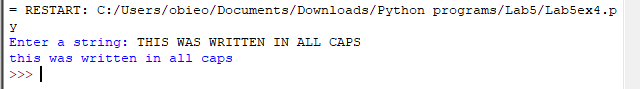 = RESTART: C:/Users/obieo/Documents/Downloads/Python programs/Lab5/Lab5ex4.p
y
Enter a string: THIS WAS WRITTEN IN ALL CAPS
this was written in all caps
>>>